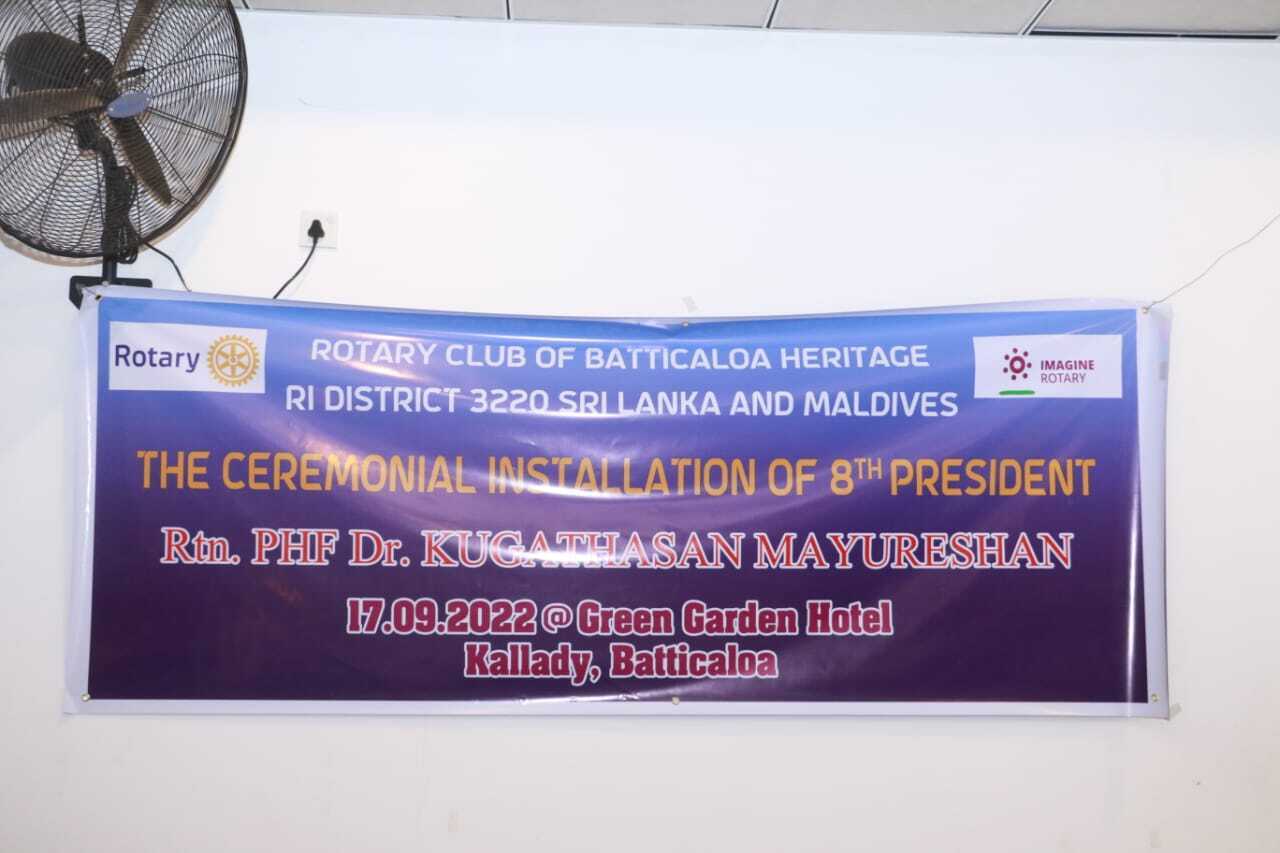 Rotary
ROTARY CLUB OF BATTICALOA HERITAGE
IMAGINE
ROTARY
RI DISTRICT 3220 SRI LANKA AND MALDIVES
THE CEREMONIAL INSTALLATION OF 8TH PRESIDENT
Rtn. PHF Dr. KUGATHASAN MAYURESHAN
17.09.2022 @ Green Garden Hotel
Kallady, Batticaloa